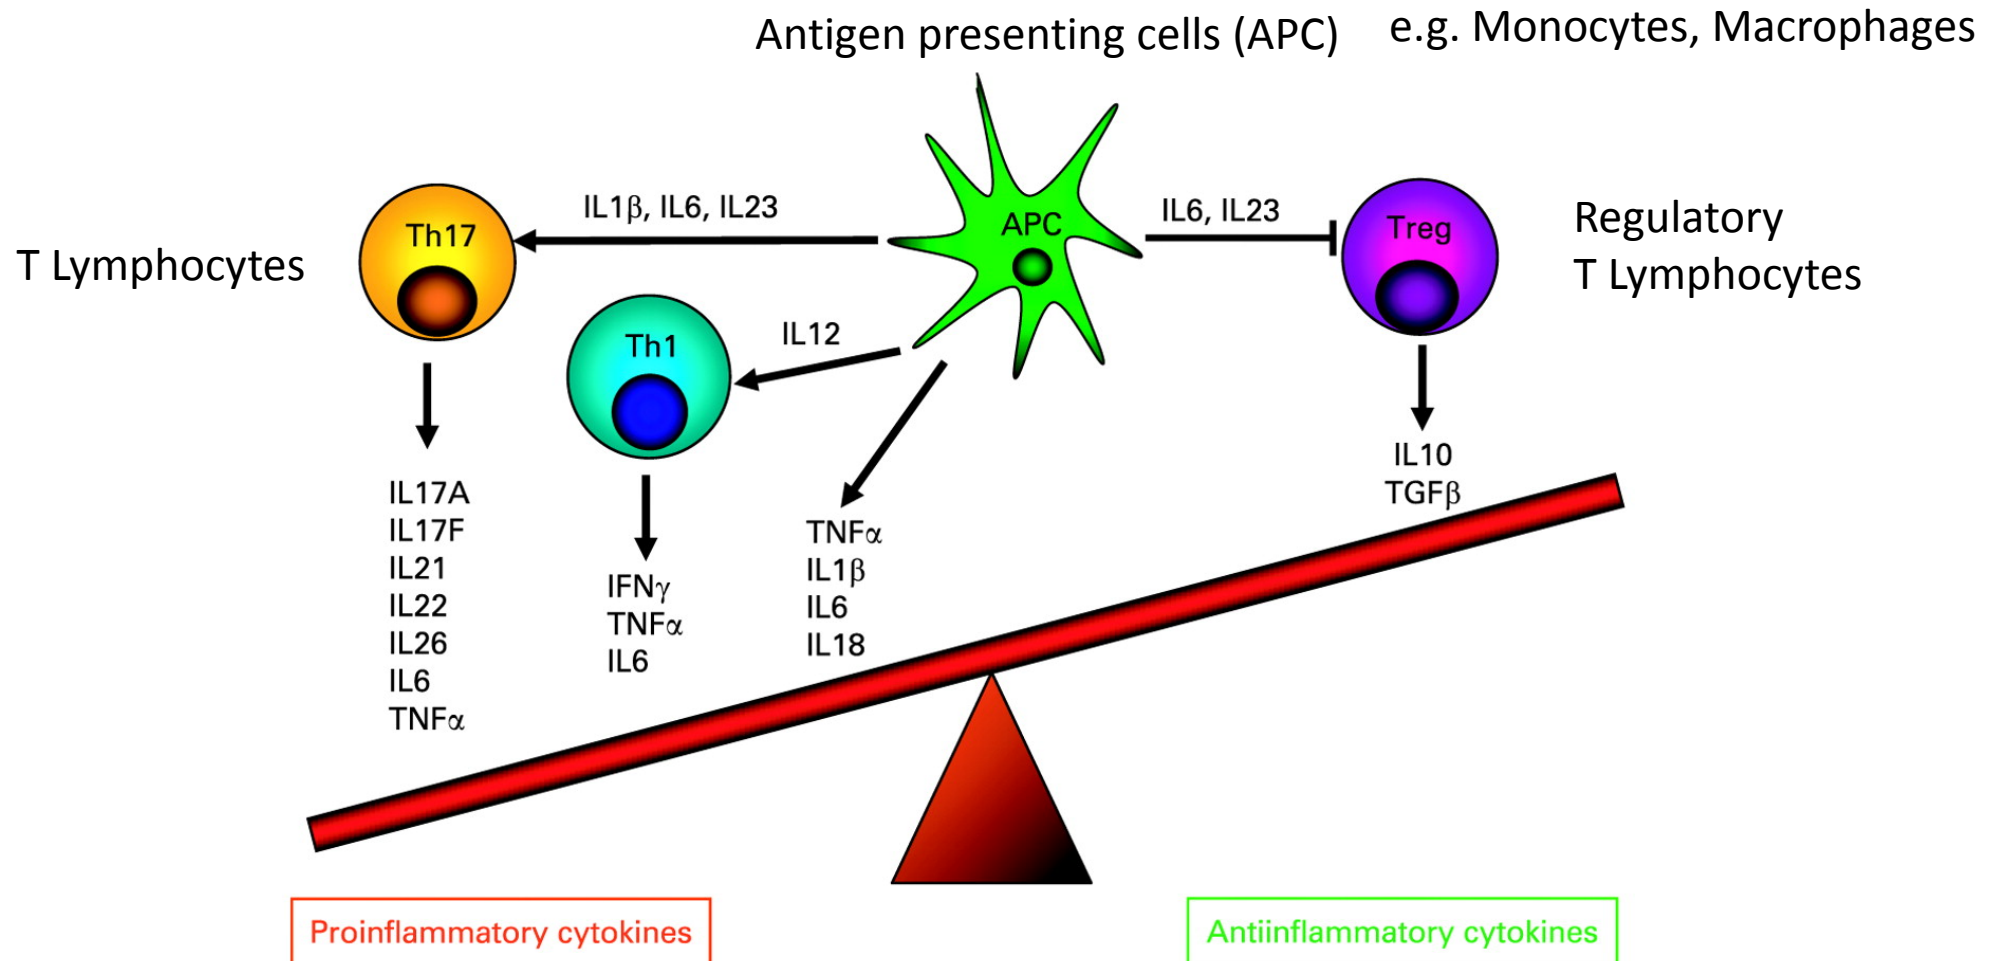 Antigen presenting cells (APC)
e.g. Monocytes, Macrophages
T Lymphocytes
Th17
IL1β, IL6, IL23
APC
IL6, IL23
Treg
Regulatory
T Lymphocytes
Th1
IL12
IL17A
IL17F
IL21
IL22
IL26
IL6
TNFα
IFNγ
TNFα
IL6
TNFα
IL1β
IL6
IL18
IL10
TGFβ
Proinflammatory cytokines
Antiinflammatory cytokines